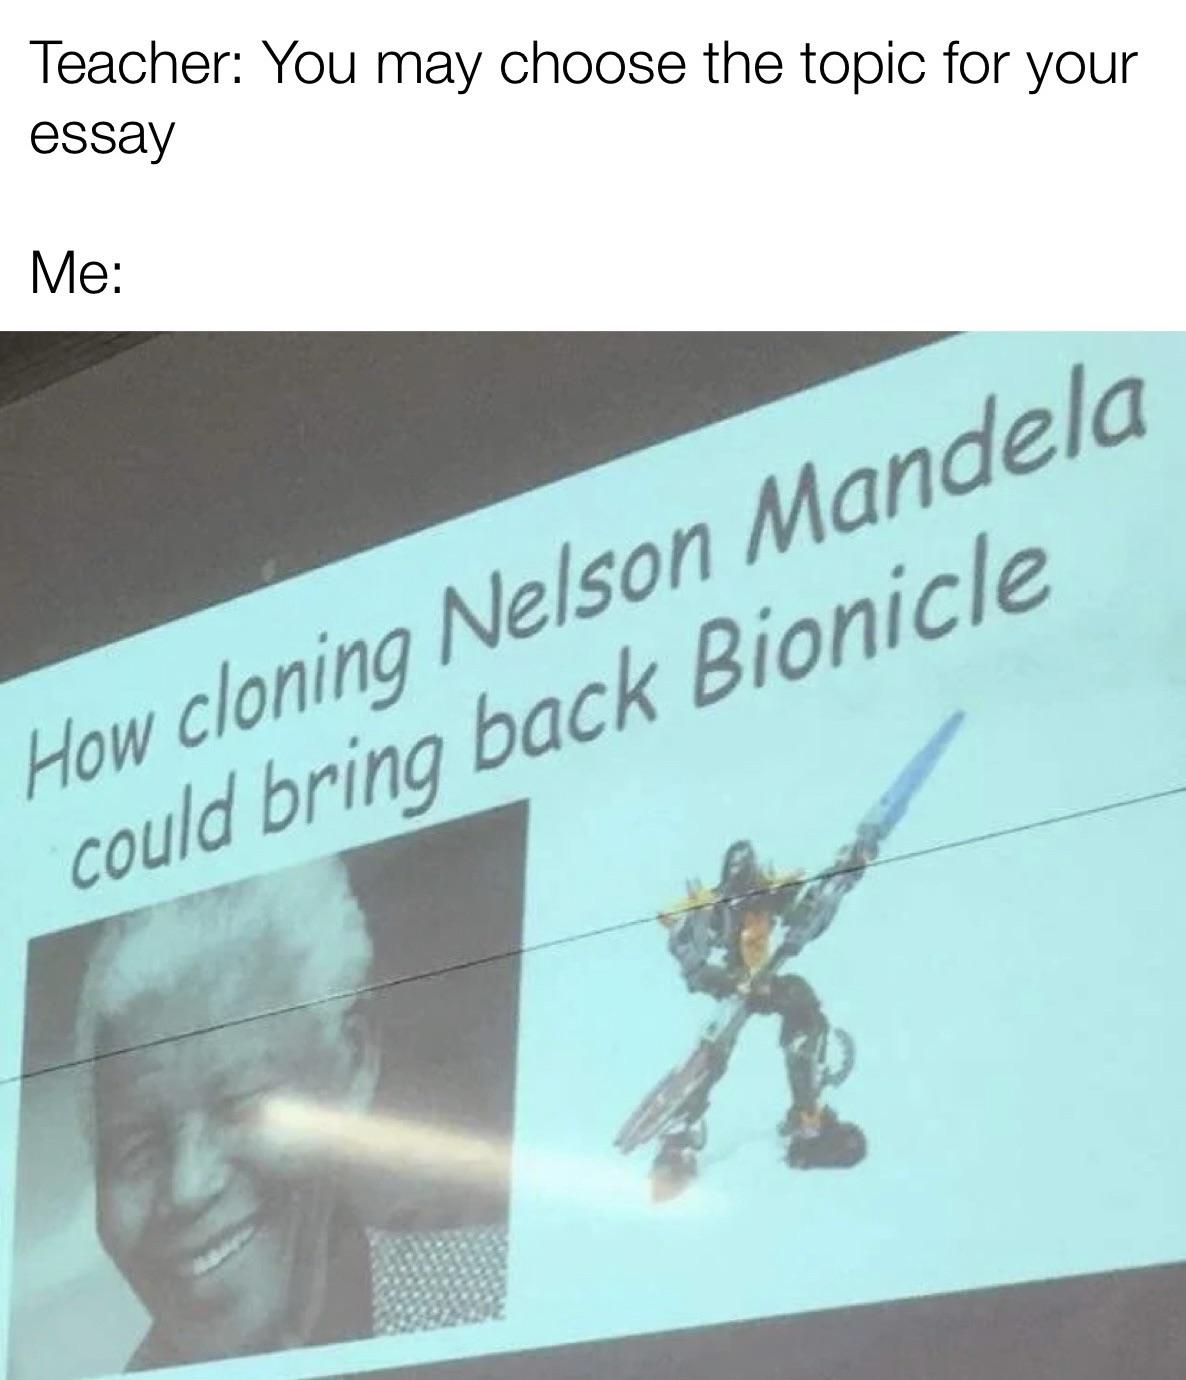 Teacher: You may choose the topic for your
essay
Me:
How cloning Nelson Mandela
could bring back Bionicle